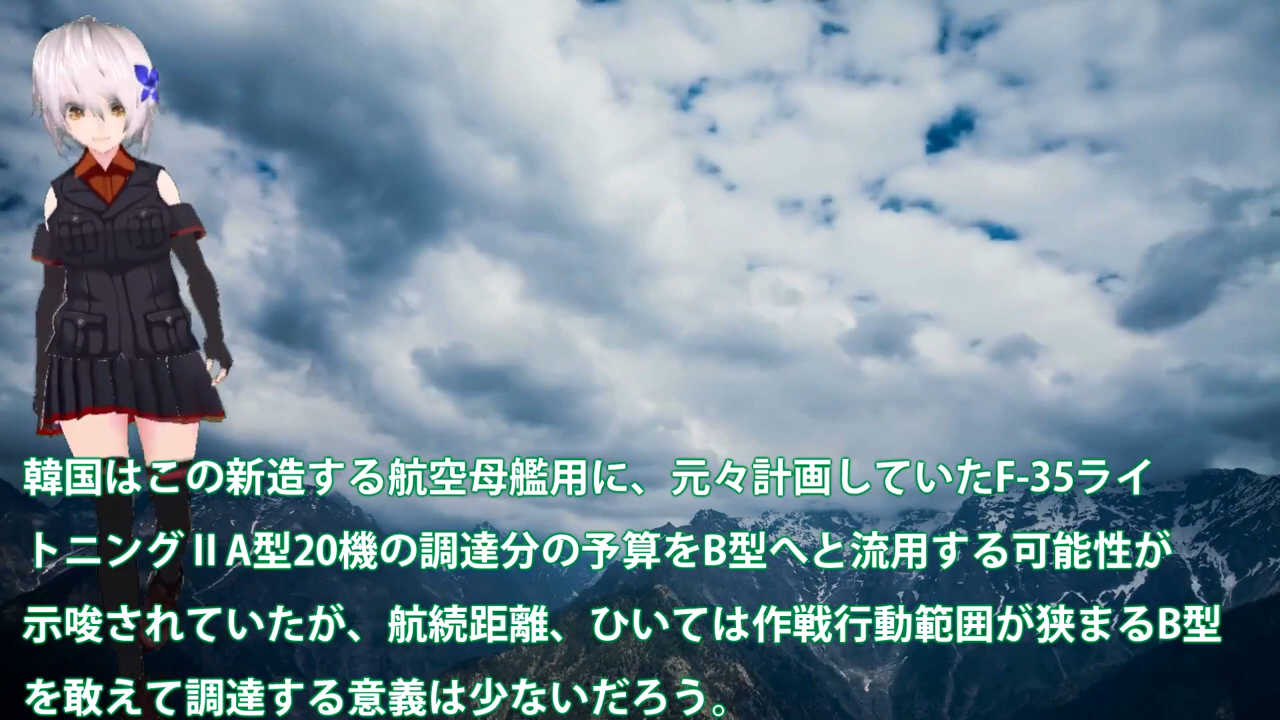 韓国はこの新造する航空母艦用に、元々計画していたF-35ライ
トニングⅡA型20機の調達分の予算をB型へと流用する可能性が
示唆されていたが、航続距離、ひいては作戦行動範囲が狭まるB型
を敢えて調達する意義は少ないだろう。